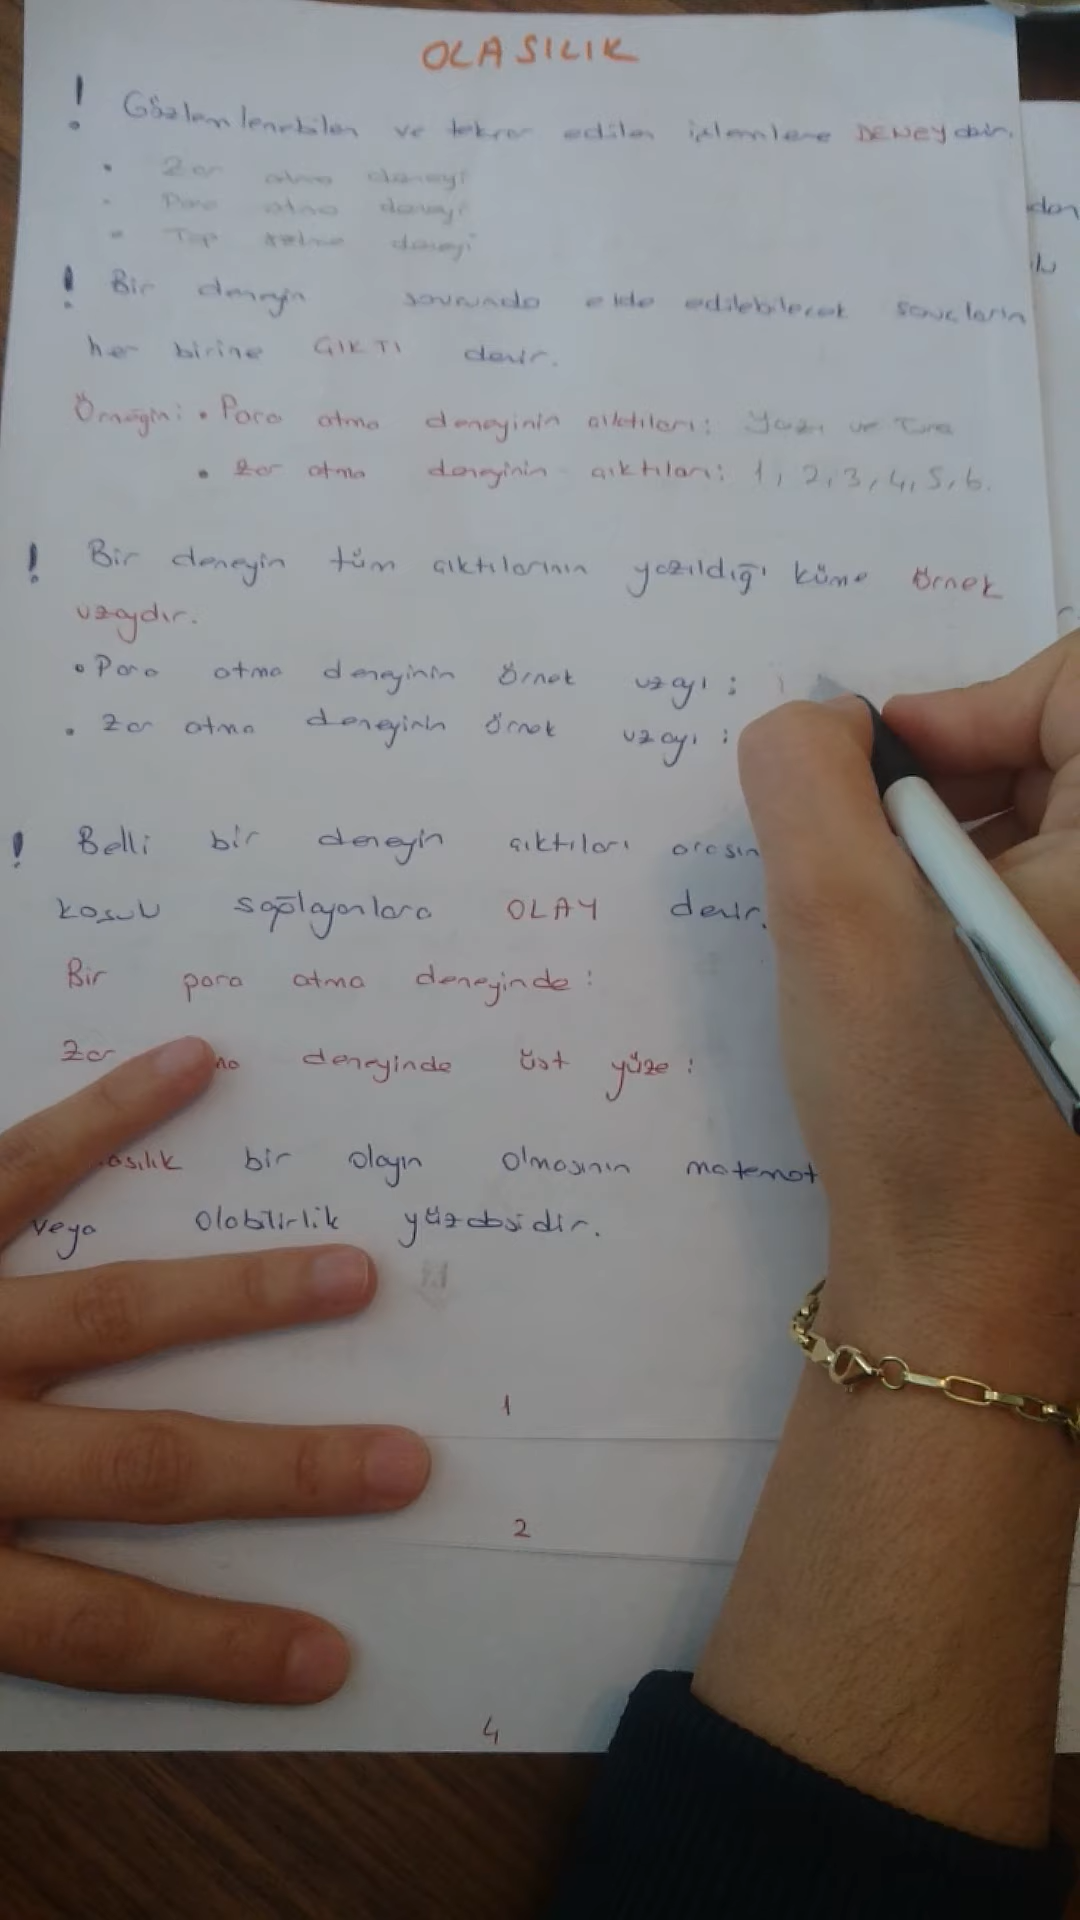 OLASILIK
! Gözlemlenebilen ve tekrar edilen işlemlere DENEY denir.
• Zar atma deneyi
• Para atma deneyi
• Top çekme deneyi
! Bir deneyin sonunda elde edilebilecek sonuçların
her birine ÇIKTI denir.
Örneğin: • Para atma deneyinin çıktıları: Yazı ve Tura
• Zar atma deneyinin çıktıları: 1, 2, 3, 4, 5, 6.
! Bir deneyin tüm çıktılarının yazıldığı küme örnek
uzaydır.
• Para atma deneyinin örnek uzayı :
• Zar atma deneyinin örnek uzayı :
! Belli bir deneyin çıktıları
koşulu sağlayanlara OLAY denir.
Bir para atma deneyinde :
Zar deneyinde üst yüze :
bir olayın olmasının
veya olabilirlik yüzdesidir.
1
2
4